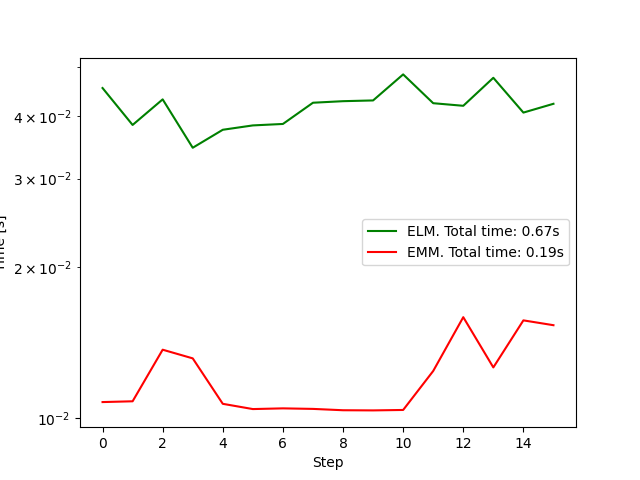 4 × 10⁻²
3 × 10⁻²
2 × 10⁻²
10⁻²
Time [s]
ELM. Total time: 0.67s
EMM. Total time: 0.19s
0 2 4 6 8 10 12 14
Step